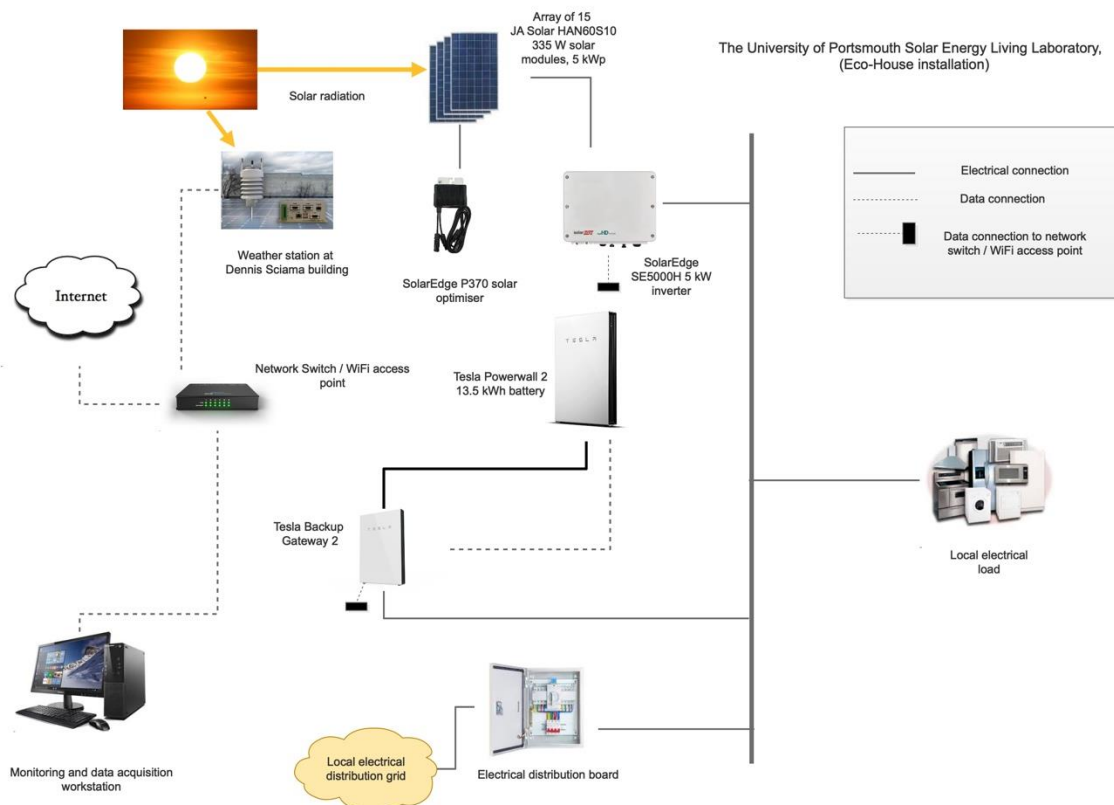 Array of 15
JA Solar HAN60S10
335 W solar
modules, 5 kWp
The University of Portsmouth Solar Energy Living Laboratory,
(Eco-House installation)
Solar radiation
Electrical connection
Data connection
Data connection to network
switch / WiFi access point
Weather station at
Dennis Sciama building
SolarEdge P370 solar
optimiser
SolarEdge
SE5000H 5 kW
inverter
Internet
TESLA
Network Switch / WiFi access
point
Tesla Powerwall 2
13.5 kWh battery
Tesla Backup
Gateway 2
TESLA
Local electrical
load
Monitoring and data acquisition
workstation
Local electrical
distribution grid
Electrical distribution board